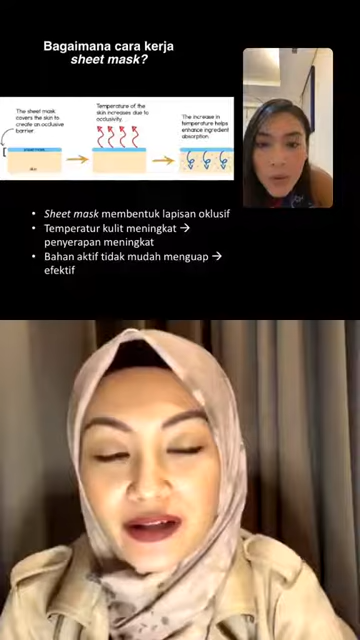 Bagaimana cara kerja
sheet mask?
The sheet mask
covers the skin to
create an occlusive
barrier.
Temperature of the
skin increases due to
occlusivity.
The increase in
temperature helps
enhance ingredient
absorption.
• Sheet mask membentuk lapisan oklusif
• Temperatur kulit meningkat →
penyerapan meningkat
• Bahan aktif tidak mudah menguap →
efektif